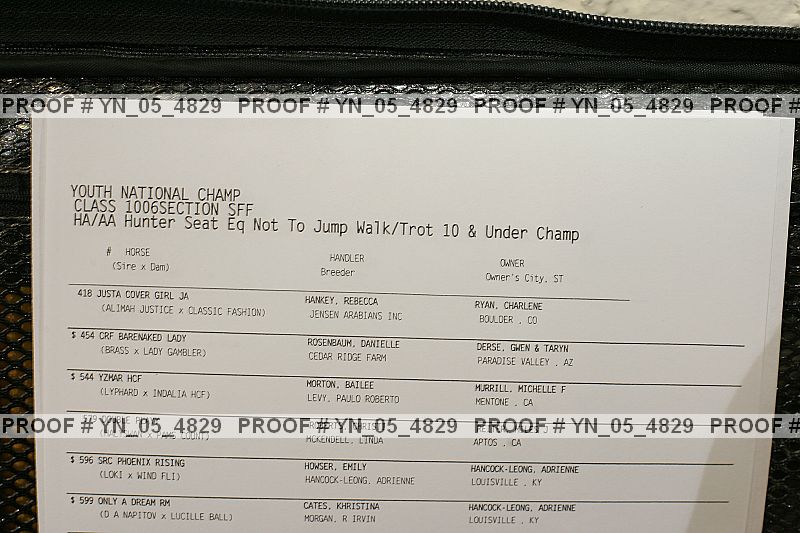 PROOF # YN_05_4829 PROOF # YN_05_4829 PROOF # YN_05_4829 PROOF #
YOUTH NATIONAL CHAMP
CLASS 1006SECTION SFF
HA/AA Hunter Seat Eq Not To Jump Walk/Trot 10 & Under Champ
# HORSE HANDLER OWNER
(Sire x Dam) Breeder Owner's City, ST
418 JUSTA COVER GIRL JA HANKEY, REBECCA RYAN, CHARLENE
(ALIMAH JUSTICE x CLASSIC FASHION) JENSEN ARABIANS INC BOULDER , CO
$ 454 CRF BARENAKED LADY ROSENBAUM, DANIELLE DERSE, GWEN & TARYN
(BRASS x LADY GAMBLER) CEDAR RIDGE FARM PARADISE VALLEY , AZ
$ 544 YZMAR HCF MORTON, BAILEE MURRILL, MICHELLE F
(LYPHARD x INDALIA HCF) LEVY, PAULO ROBERTO MENTONE , CA
579 DOUBLE
PROOF # YN_05_4829 PROOF # YN_05_4829 PROOF # YN_05_4829 PROOF #
MCKENDELL, LINDA APTOS , CA
$ 596 SRC PHOENIX RISING HOWSER, EMILY HANCOCK-LEONG, ADRIENNE
(LOKI x WIND FLI) HANCOCK-LEONG, ADRIENNE LOUISVILLE , KY
$ 599 ONLY A DREAM RM CATES, KHRISTINA HANCOCK-LEONG, ADRIENNE
(D A NAPITOV x LUCILLE BALL) MORGAN, R IRVIN LOUISVILLE , KY